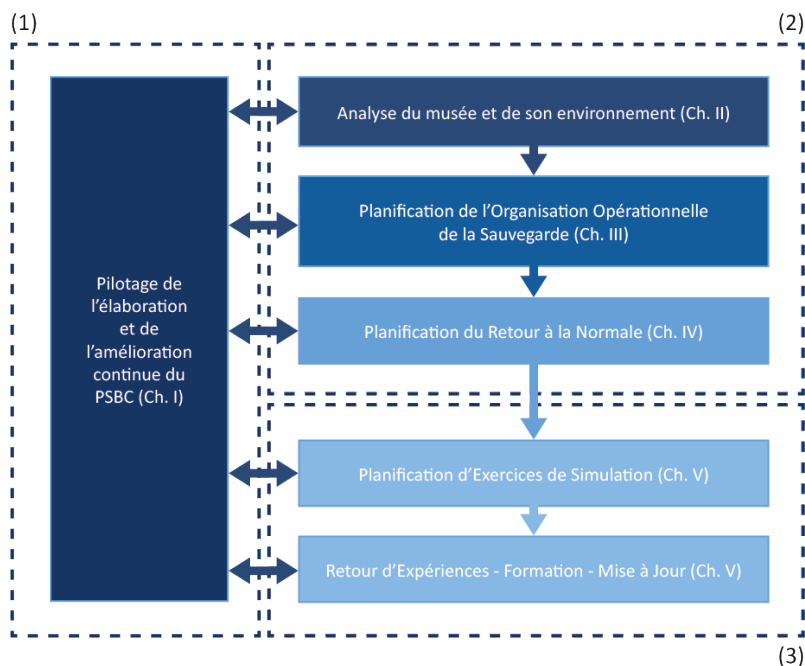 (1)
(2)
Pilotage de
l’élaboration
et de
l’amélioration
continue du
PSBC (Ch. I)
Analyse du musée et de son environnement (Ch. II)
Planification de l’Organisation Opérationnelle
de la Sauvegarde (Ch. III)
Planification du Retour à la Normale (Ch. IV)
Planification d’Exercices de Simulation (Ch. V)
Retour d’Expériences - Formation - Mise à Jour (Ch. V)
(3)